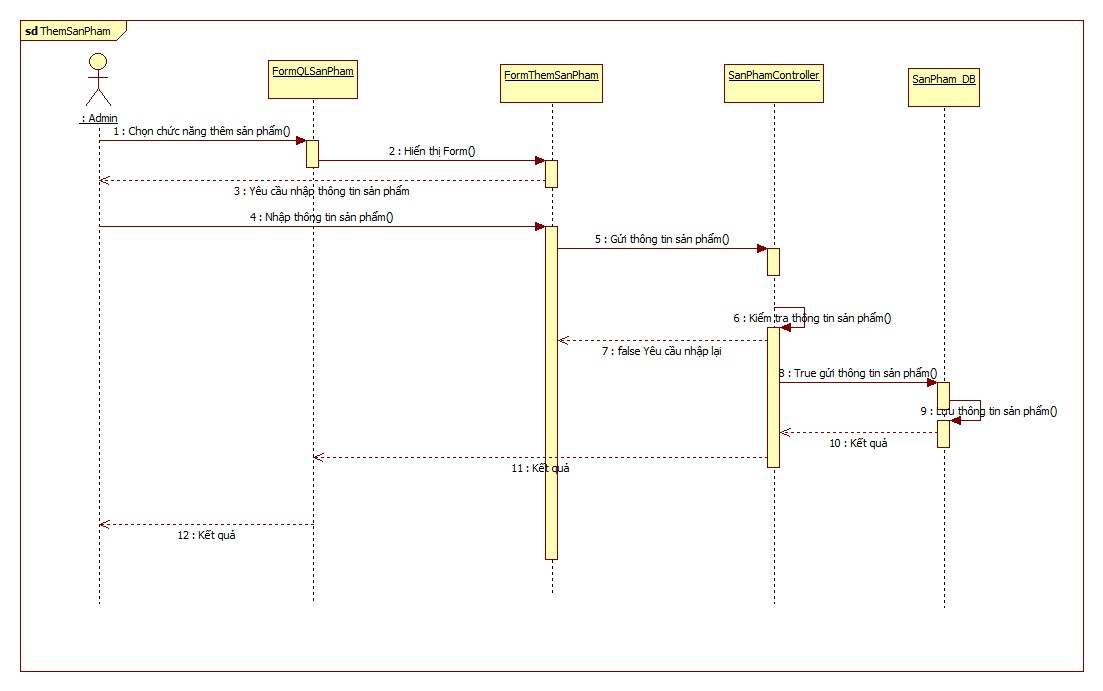 sd ThemSanPham
: Admin
FormQLSanPham
FormThemSanPham
SanPhamController
SanPham_DB
1 : Chọn chức năng thêm sản phẩm()
2 : Hiển thị Form()
3 : Yêu cầu nhập thông tin sản phẩm
4 : Nhập thông tin sản phẩm()
5 : Gửi thông tin sản phẩm()
6 : Kiểm tra thông tin sản phẩm()
7 : false Yêu cầu nhập lại
8 : True gửi thông tin sản phẩm()
9 : Lưu thông tin sản phẩm()
10 : Kết quả
11 : Kết quả
12 : Kết quả